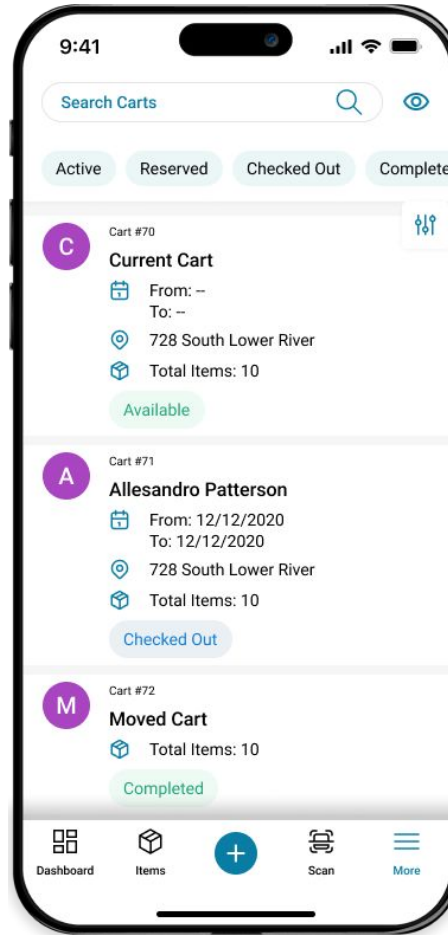 9:41
Search Carts
Active Reserved Checked Out Complete
C
Cart #70
Current Cart
From: --
To: --
728 South Lower River
Total Items: 10
Available
A
Cart #71
Allesandro Patterson
From: 12/12/2020
To: 12/12/2020
728 South Lower River
Total Items: 10
Checked Out
M
Cart #72
Moved Cart
Total Items: 10
Completed
Dashboard Items Scan More